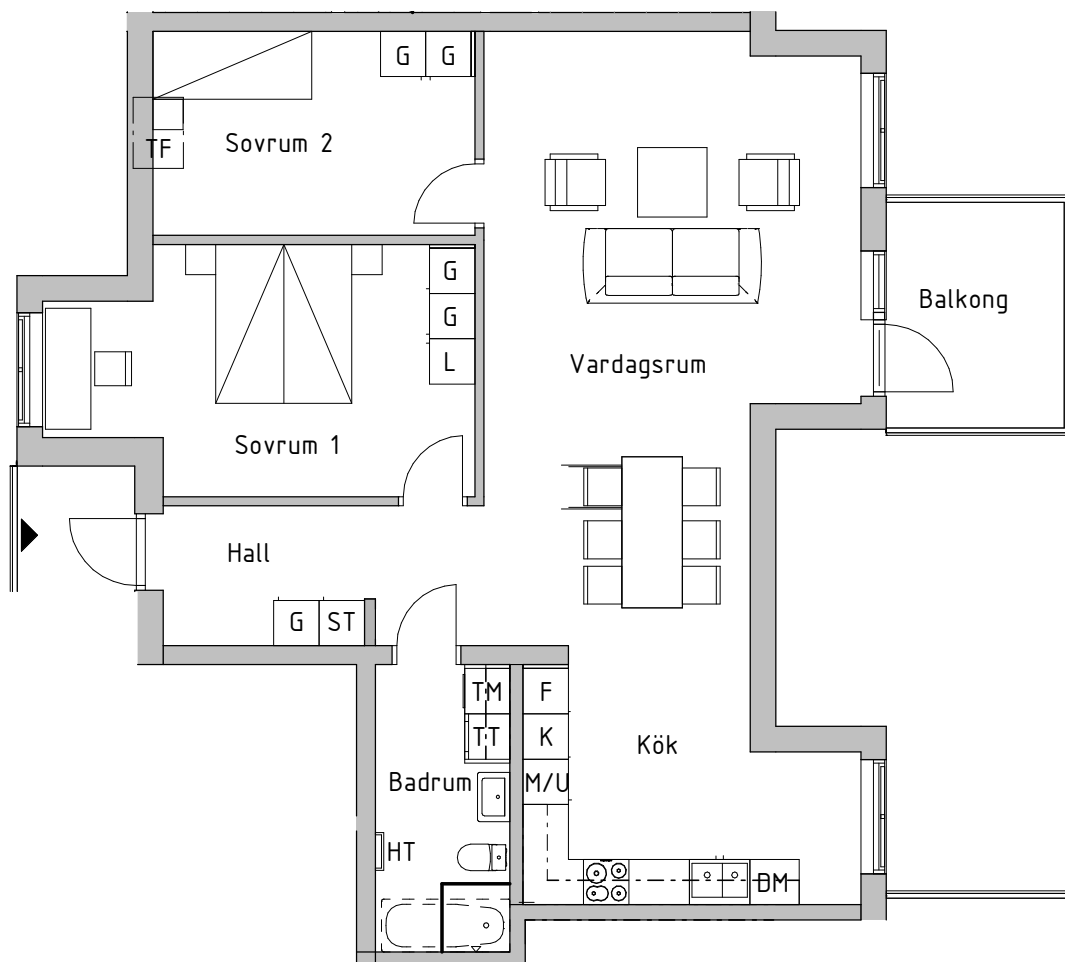 G G
TF
Sovrum 2
G
G
L
Balkong
Vardagsrum
Sovrum 1
Hall
G ST
TM
TT
F
K
M/U
Kök
Badrum
HT
DM